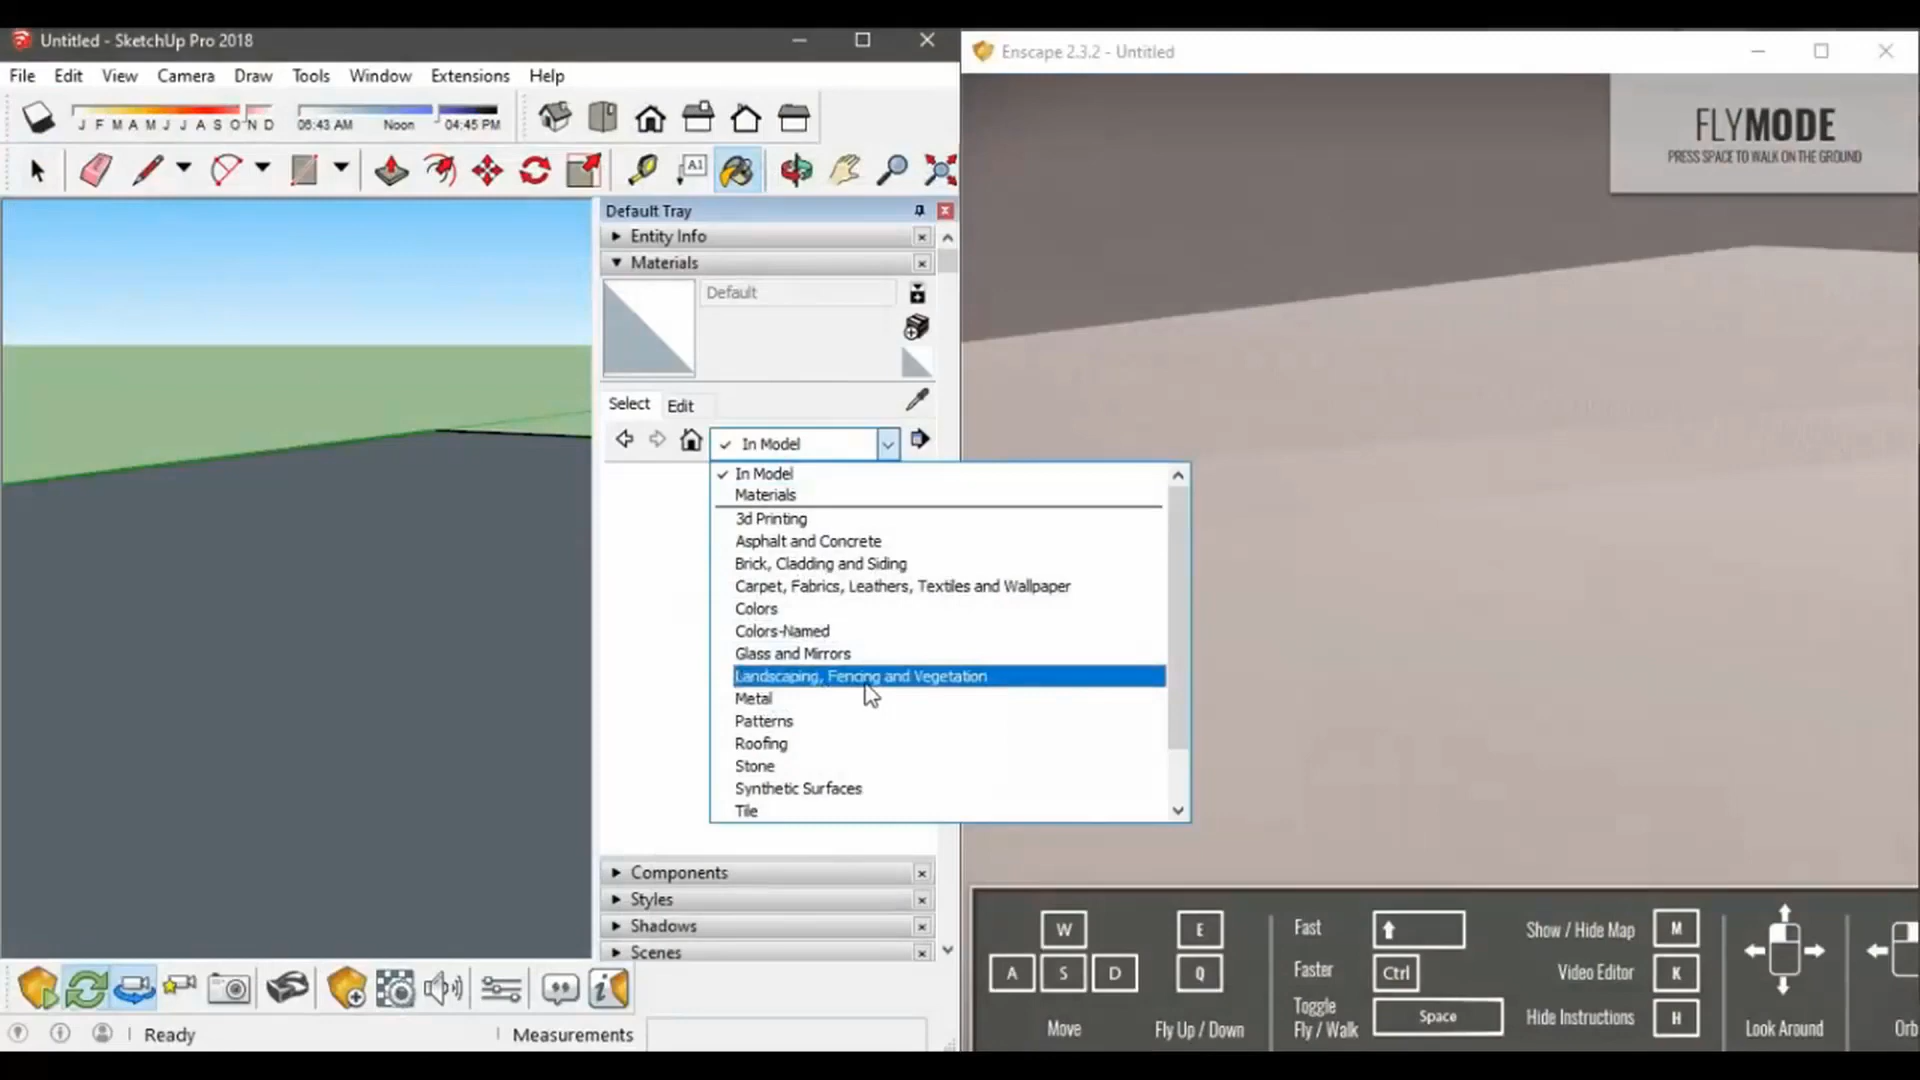 Untitled - SketchUp Pro 2018
File Edit View Camera Draw Tools Window Extensions Help
J F M A M J J A S O N D
06:43 AM Noon 04:45 PM
A1
Default Tray
Entity Info
Materials
Default
Select Edit
In Model
In Model
Materials
3d Printing
Asphalt and Concrete
Brick, Cladding and Siding
Carpet, Fabrics, Leathers, Textiles and Wallpaper
Colors
Colors-Named
Glass and Mirrors
Landscaping, Fencing and Vegetation
Metal
Patterns
Roofing
Stone
Synthetic Surfaces
Tile
Components
Styles
Shadows
Scenes
Ready
Measurements
Enscape 2.3.2 - Untitled
FLYMODE
PRESS SPACE TO WALK ON THE GROUND
W
A S D
Move
E
Q
Fly Up / Down
Fast
Faster Ctrl
Toggle
Fly / Walk
Space
Show / Hide Map M
Video Editor K
Hide Instructions H
Look Around
Orb